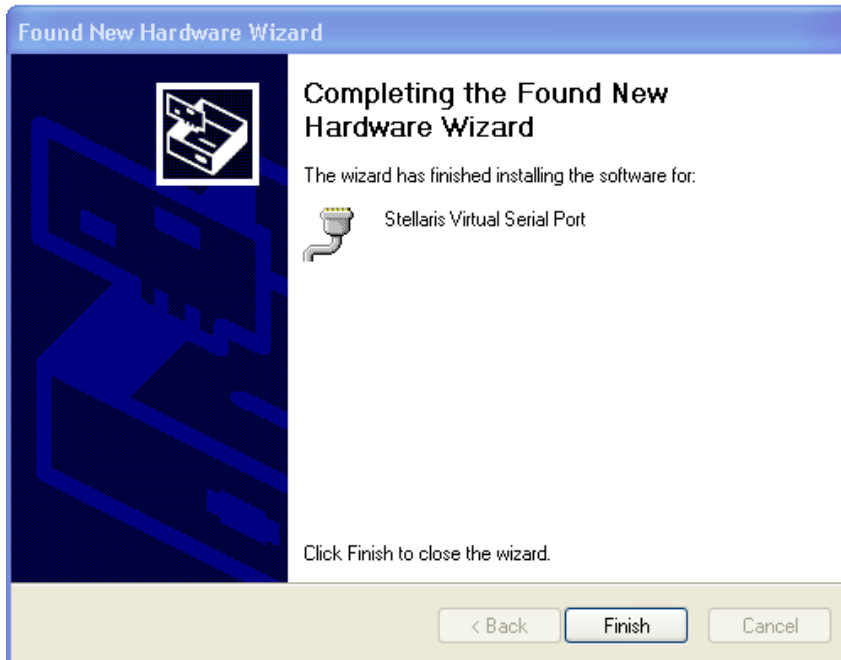 Found New Hardware Wizard
Completing the Found New
Hardware Wizard
The wizard has finished installing the software for:
Stellaris Virtual Serial Port
Click Finish to close the wizard.
< Back
Finish
Cancel